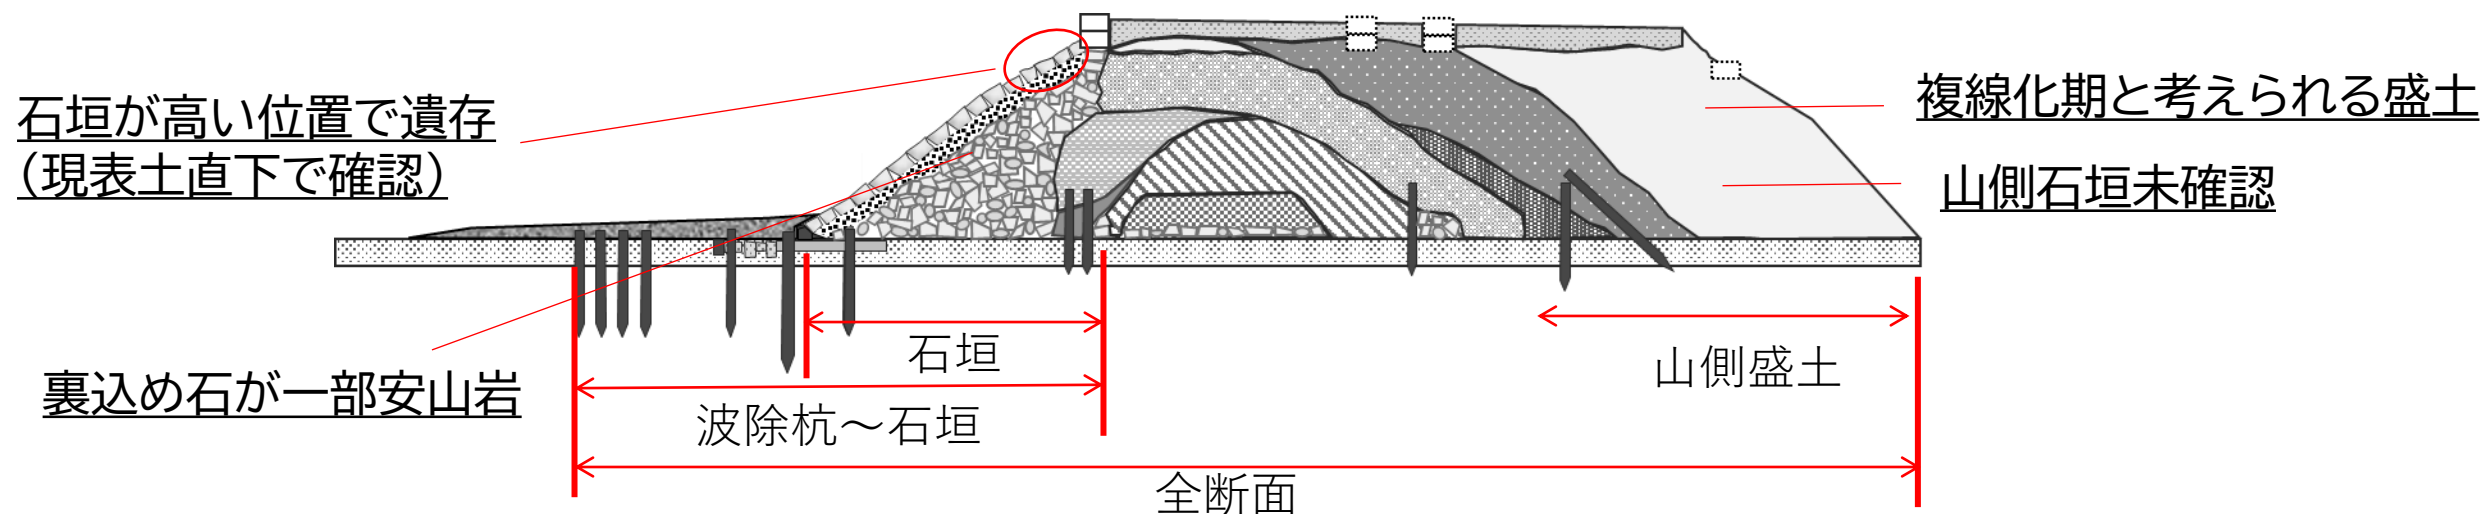 石垣が高い位置で遺存
（現表土直下で確認）
裏込め石が一部安山岩
複線化期と考えられる盛土
山側石垣未確認
石垣
山側盛土
波除杭～石垣
全断面